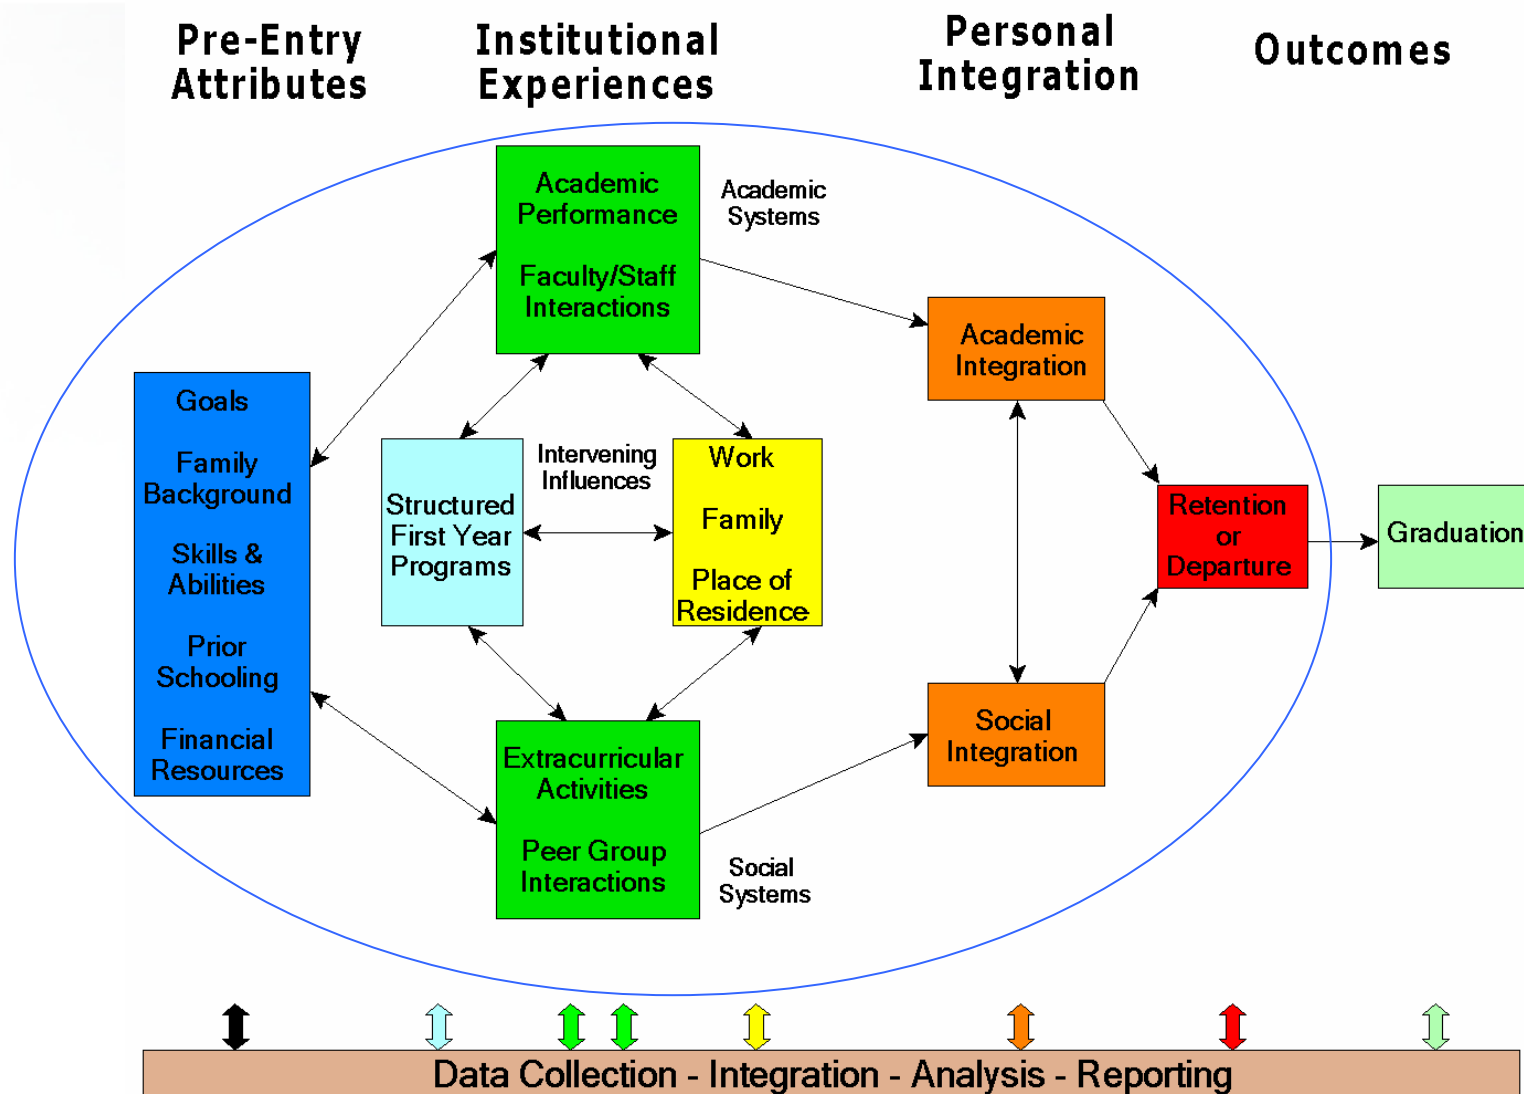 Pre-Entry
Attributes
Institutional
Experiences
Personal
Integration
Outcomes
Academic
Performance
Faculty/Staff
Interactions
Academic
Systems
Goals
Family
Background
Skills &
Abilities
Prior
Schooling
Financial
Resources
Structured
First Year
Programs
Intervening
Influences
Work
Family
Place of
Residence
Extracurricular
Activities
Peer Group
Interactions
Social
Systems
Academic
Integration
Social
Integration
Retention
or
Departure
Graduation
Data Collection - Integration - Analysis - Reporting